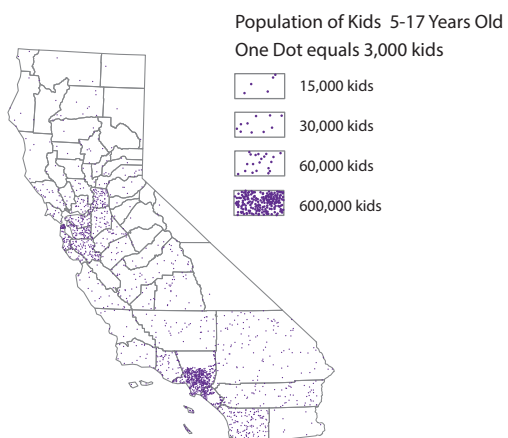 Population of Kids 5-17 Years Old
One Dot equals 3,000 kids
15,000 kids
30,000 kids
60,000 kids
600,000 kids